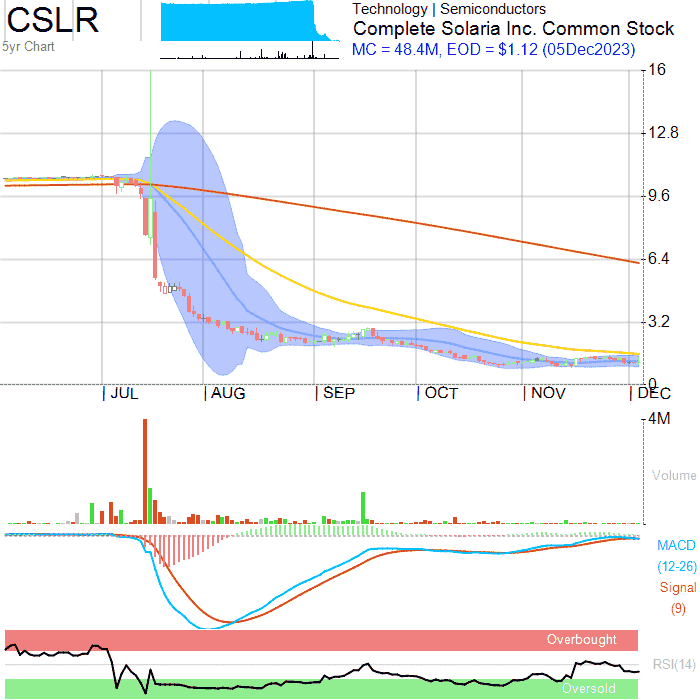 CSLR
5yr Chart
Technology | Semiconductors
Complete Solaria Inc. Common Stock
MC = 48.4M, EOD = $1.12 (05Dec2023)
16
12.8
9.6
6.4
3.2
0
JUL AUG SEP OCT NOV DEC
4M
Volume
MACD
(12-26)
Signal
(9)
Overbought
RSI(14)
Oversold